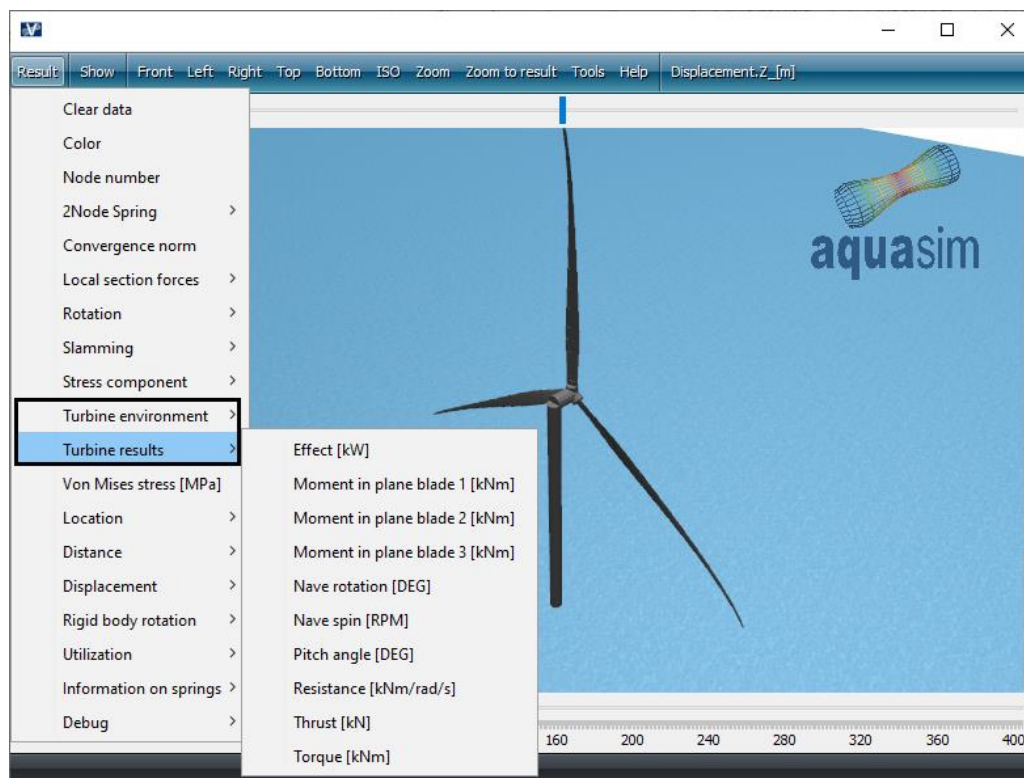 Result Show Front Left Right Top Bottom ISO Zoom Zoom to result Tools Help Displacement.Z_[m]
Clear data
Color
Node number
2Node Spring
Convergence norm
Local section forces
Rotation
Slamming
Stress component
Turbine environment
Turbine results
Von Mises stress [MPa]
Location
Distance
Displacement
Rigid body rotation
Utilization
Information on springs
Debug
Effect [kW]
Moment in plane blade 1 [kNm]
Moment in plane blade 2 [kNm]
Moment in plane blade 3 [kNm]
Nave rotation [DEG]
Nave spin [RPM]
Pitch angle [DEG]
Resistance [kNm/rad/s]
Thrust [kN]
Torque [kNm]
aquasim
160 200 240 280 320 360 400